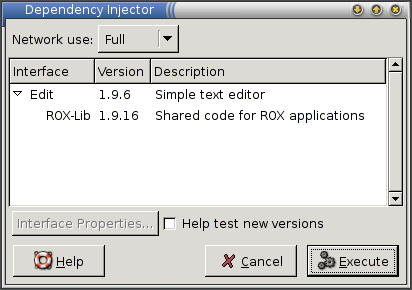 Dependency Injector
Network use: Full
Interface Version Description
Edit 1.9.6 Simple text editor
ROX-Lib 1.9.16 Shared code for ROX applications
Interface Properties... Help test new versions
Help Cancel Execute